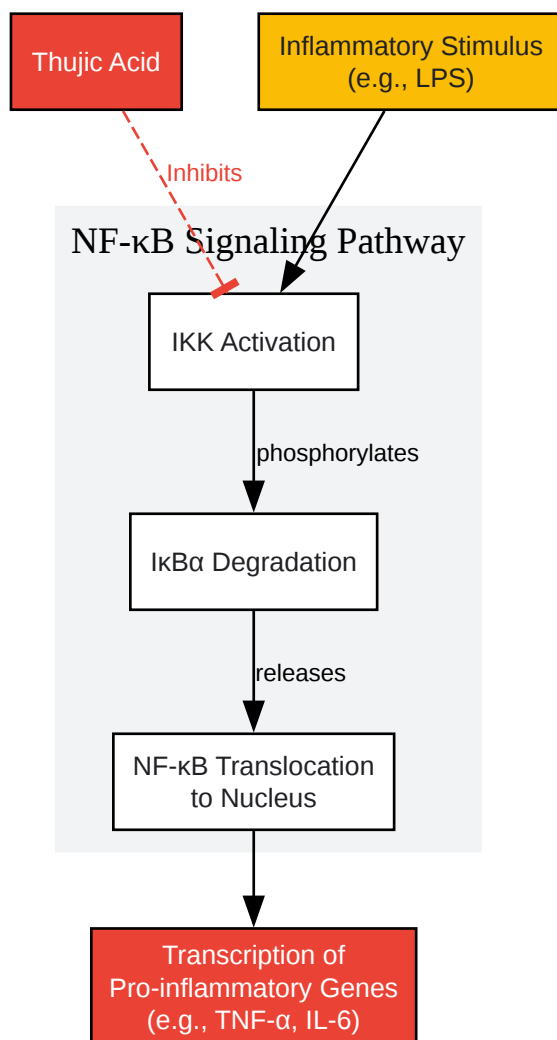 Thujic Acid
Inflammatory Stimulus
(e.g., LPS)
Inhibits
NF-κB Signaling Pathway
IKK Activation
phosphorylates
IκBα Degradation
releases
NF-κB Translocation
to Nucleus
Transcription of
Pro-inflammatory Genes
(e.g., TNF-α, IL-6)